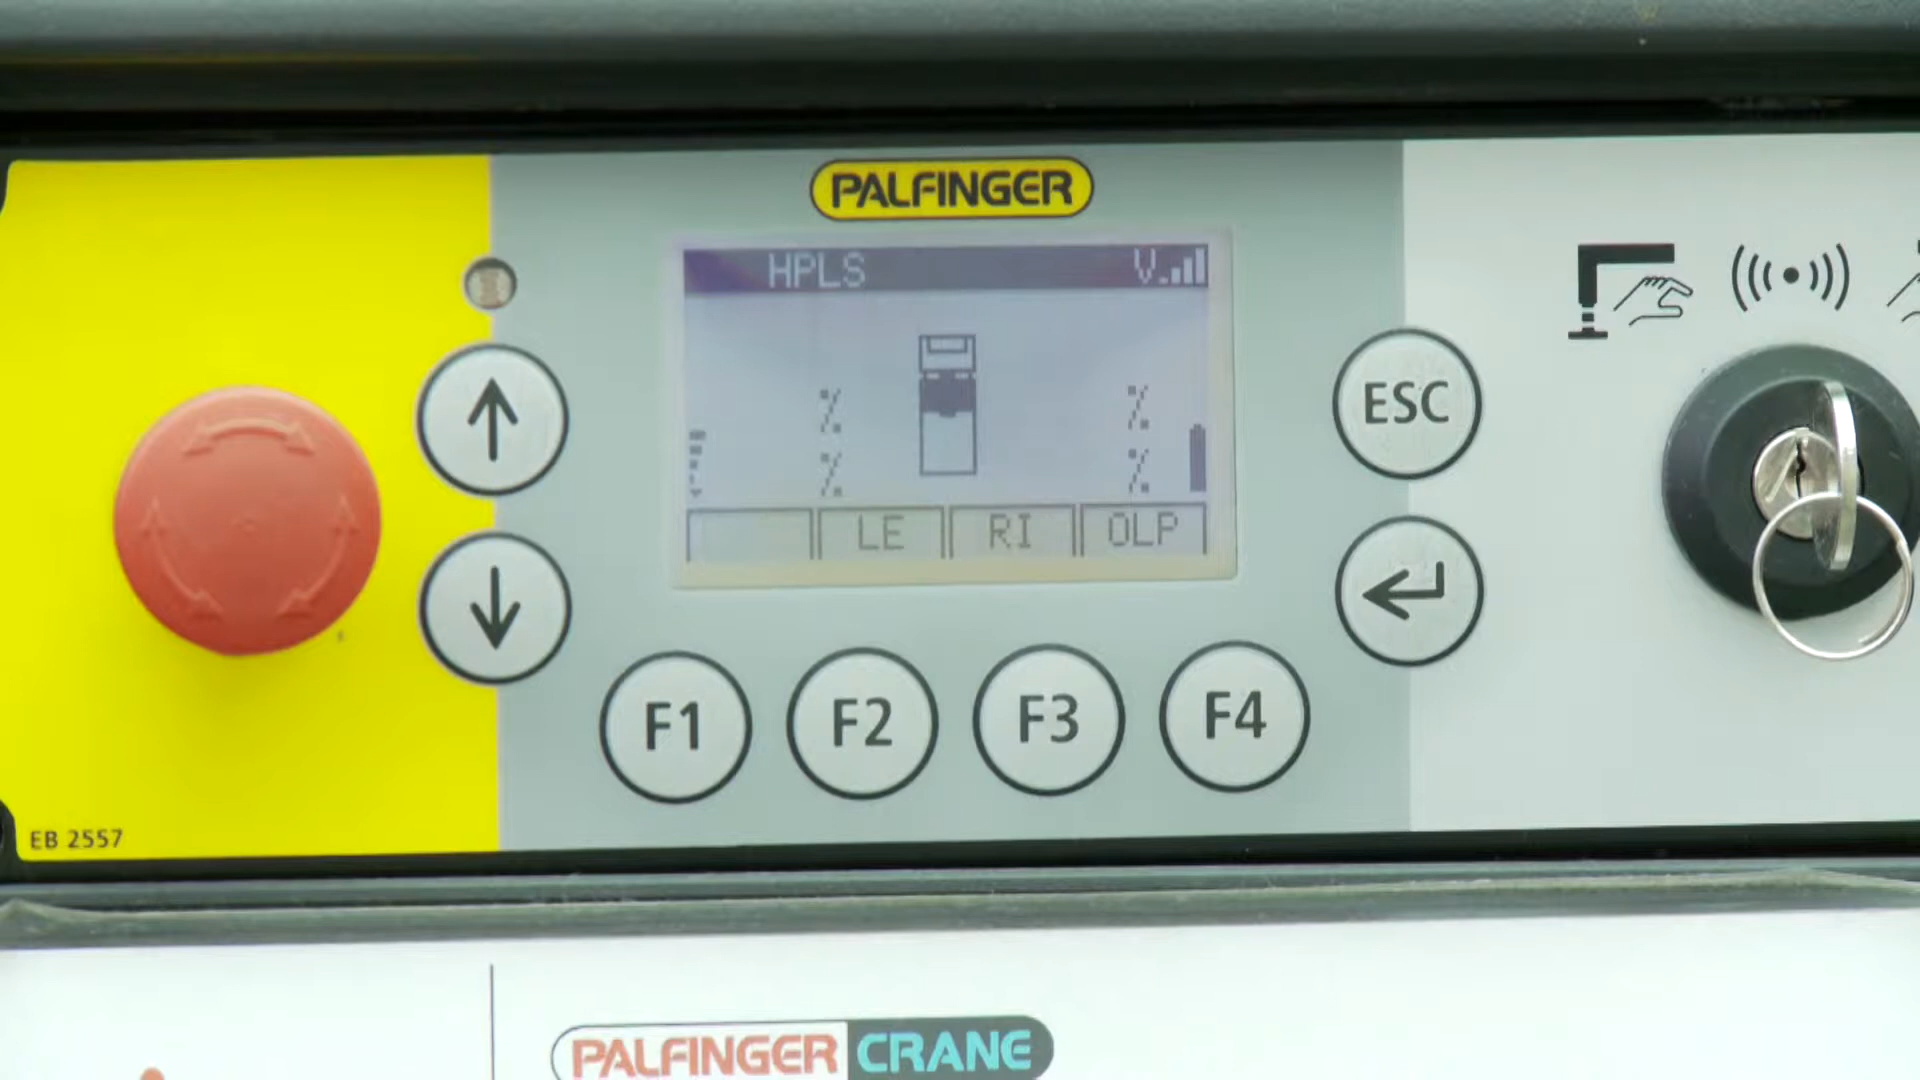 PALFINGER
HPLS V
% %
% %
LE RI OLP
ESC
F1 F2 F3 F4
EB 2557
PALFINGER CRANE